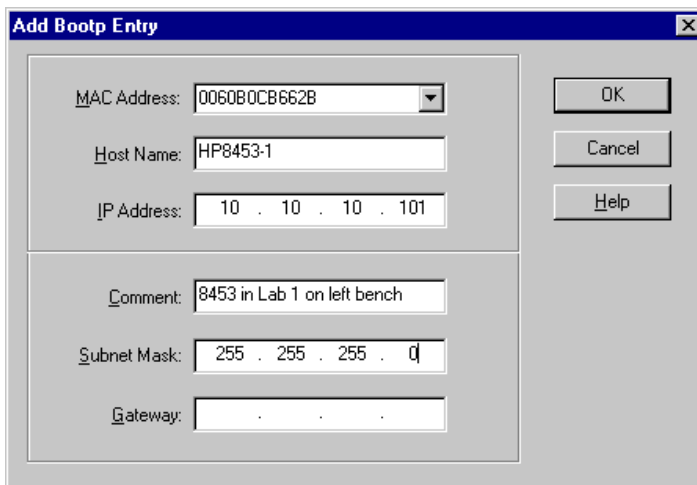 Add Bootp Entry
MAC Address: 0060B0CB662B
OK
Host Name: HP8453-1
Cancel
IP Address: 10 . 10 . 10 . 101
Help
Comment: 8453 in Lab 1 on left bench
Subnet Mask: 255 . 255 . 255 . 0
Gateway: . . .